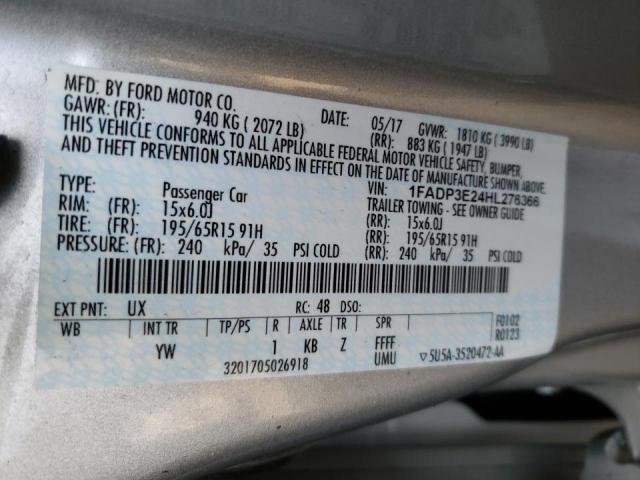 MFD. BY FORD MOTOR CO.
DATE: 05/17 GVWR: 1810 KG ( 3990 LB)
GAWR: (FR): 940 KG ( 2072 LB) (RR): 883 KG ( 1947 LB)
THIS VEHICLE CONFORMS TO ALL APPLICABLE FEDERAL MOTOR VEHICLE SAFETY, BUMPER,
AND THEFT PREVENTION STANDARDS IN EFFECT ON THE DATE OF MANUFACTURE SHOWN ABOVE.
VIN: 1FADP3E24HL276366
TYPE: Passenger Car TRAILER TOWING - SEE OWNER GUIDE
RIM: (FR): 15x6.0J (RR): 15x6.0J
TIRE: (FR): 195/65R15 91H (RR): 195/65R15 91H
PRESSURE: (FR): 240 kPa/ 35 PSI COLD (RR): 240 kPa/ 35 PSI COLD
EXT PNT: UX RC: 48 DSO:
WB INT TR TP/PS R AXLE TR SPR F0102
YW 1 KB Z FFFF R0123
3201705026918 UMU ▽5U5A-3520472-AA